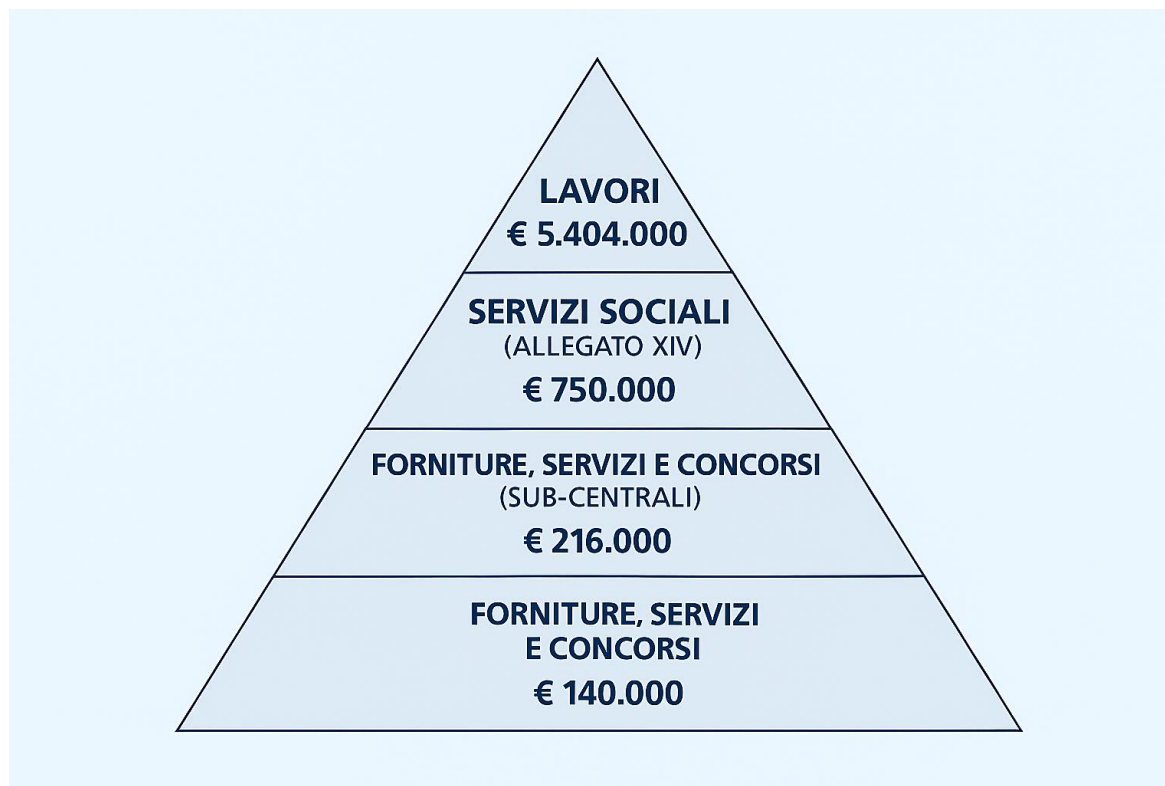 LAVORI
€ 5.404.000
SERVIZI SOCIALI
(ALLEGATO XIV)
€ 750.000
FORNITURE, SERVIZI E CONCORSI
(SUB-CENTRALI)
€ 216.000
FORNITURE, SERVIZI
E CONCORSI
€ 140.000